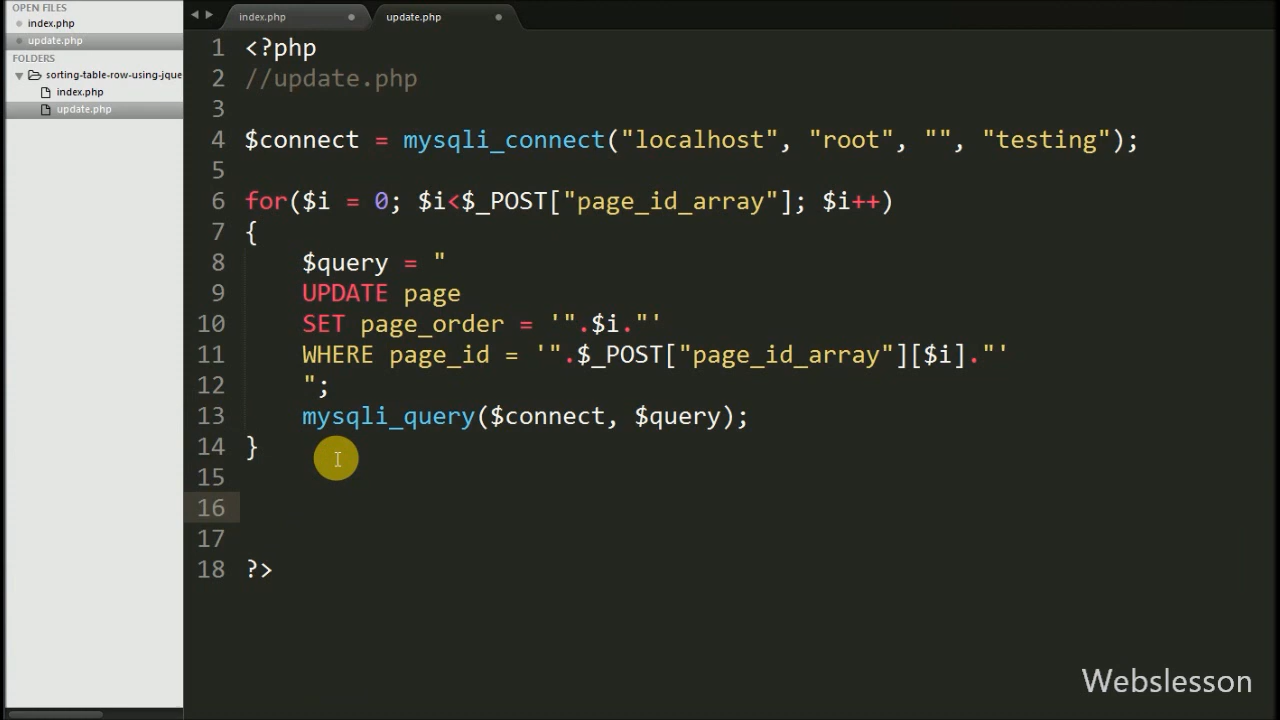 OPEN FILES
index.php
update.php
FOLDERS
sorting-table-row-using-jque
index.php
update.php
index.php
update.php
1 <?php
2 //update.php
3
4 $connect = mysqli_connect("localhost", "root", "", "testing");
5
6 for($i = 0; $i<$_POST["page_id_array"]; $i++)
7 {
8 $query = "
9 UPDATE page
10 SET page_order = '".$i."'
11 WHERE page_id = '".$_POST["page_id_array"][$i]."'
12 ";
13 mysqli_query($connect, $query);
14 }
15
16
17
18 ?>
Webslesson